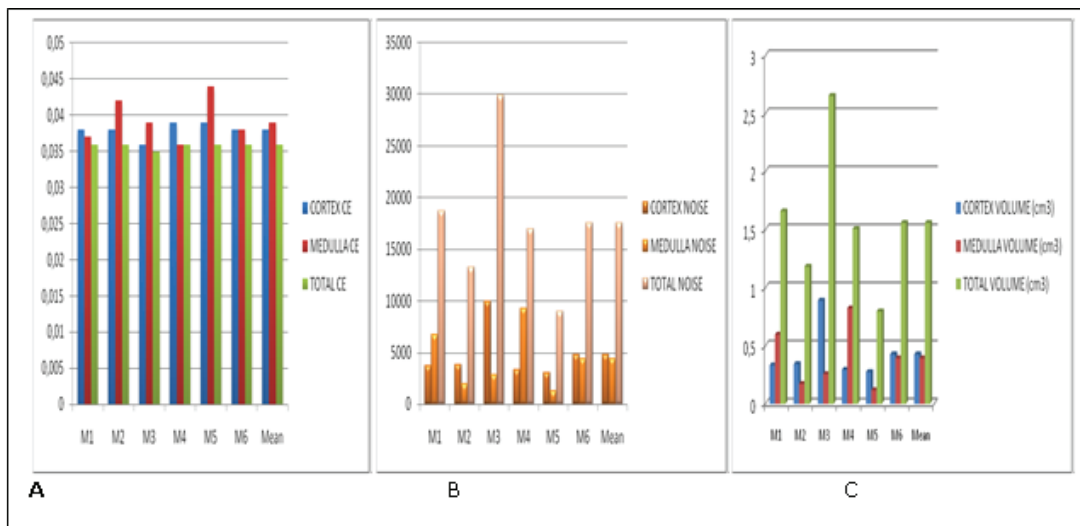 0,05
0,045
0,04
0,035
0,03
0,025
0,02
0,015
0,01
0,005
0
M1 M2 M3 M4 M5 M6 Mean
CORTEX CE
MEDULLA CE
TOTAL CE
A
35000
30000
25000
20000
15000
10000
5000
0
M1 M2 M3 M4 M5 M6 Mean
CORTEX NOISE
MEDULLA NOISE
TOTAL NOISE
B
3
2,5
2
1,5
1
0,5
0
M1 M2 M3 M4 M5 M6 Mean
CORTEX VOLUME (cm3)
MEDULLA VOLUME (cm3)
TOTAL VOLUME (cm3)
C